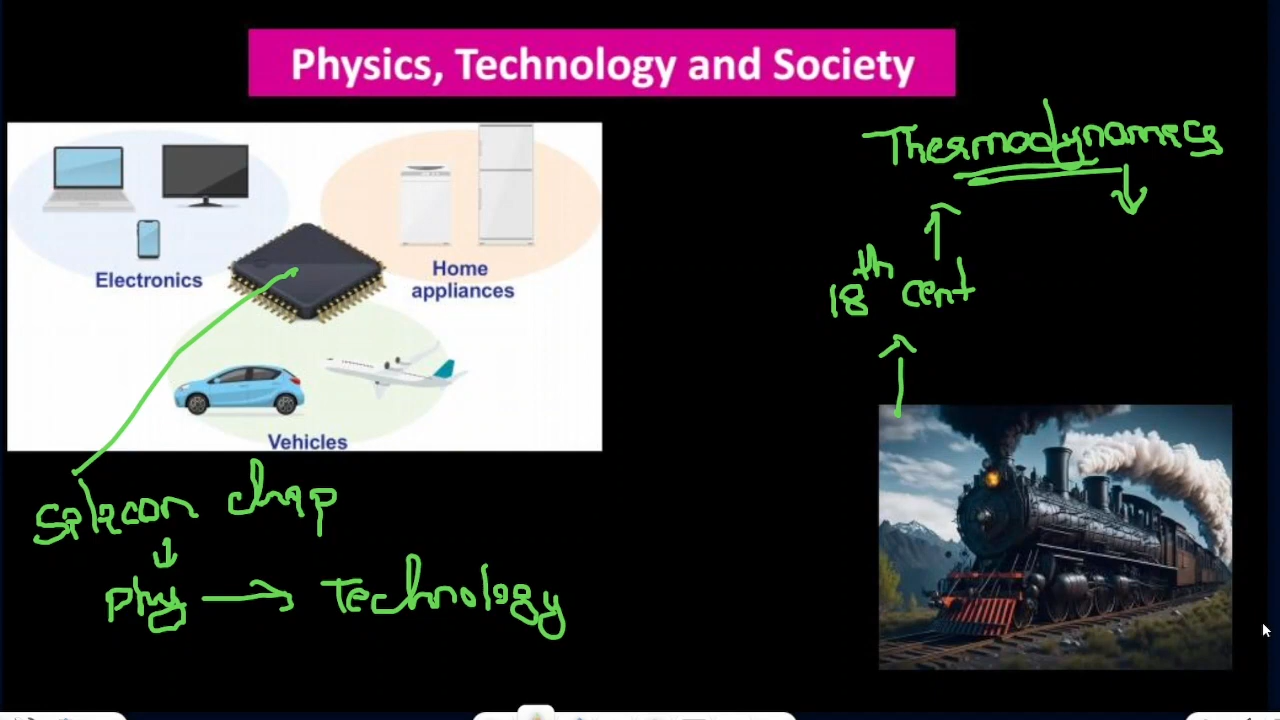 Physics, Technology and Society
Thermodynamics
18th cent
Electronics
Home
appliances
Vehicles
Silicon chip
Phy → Technology